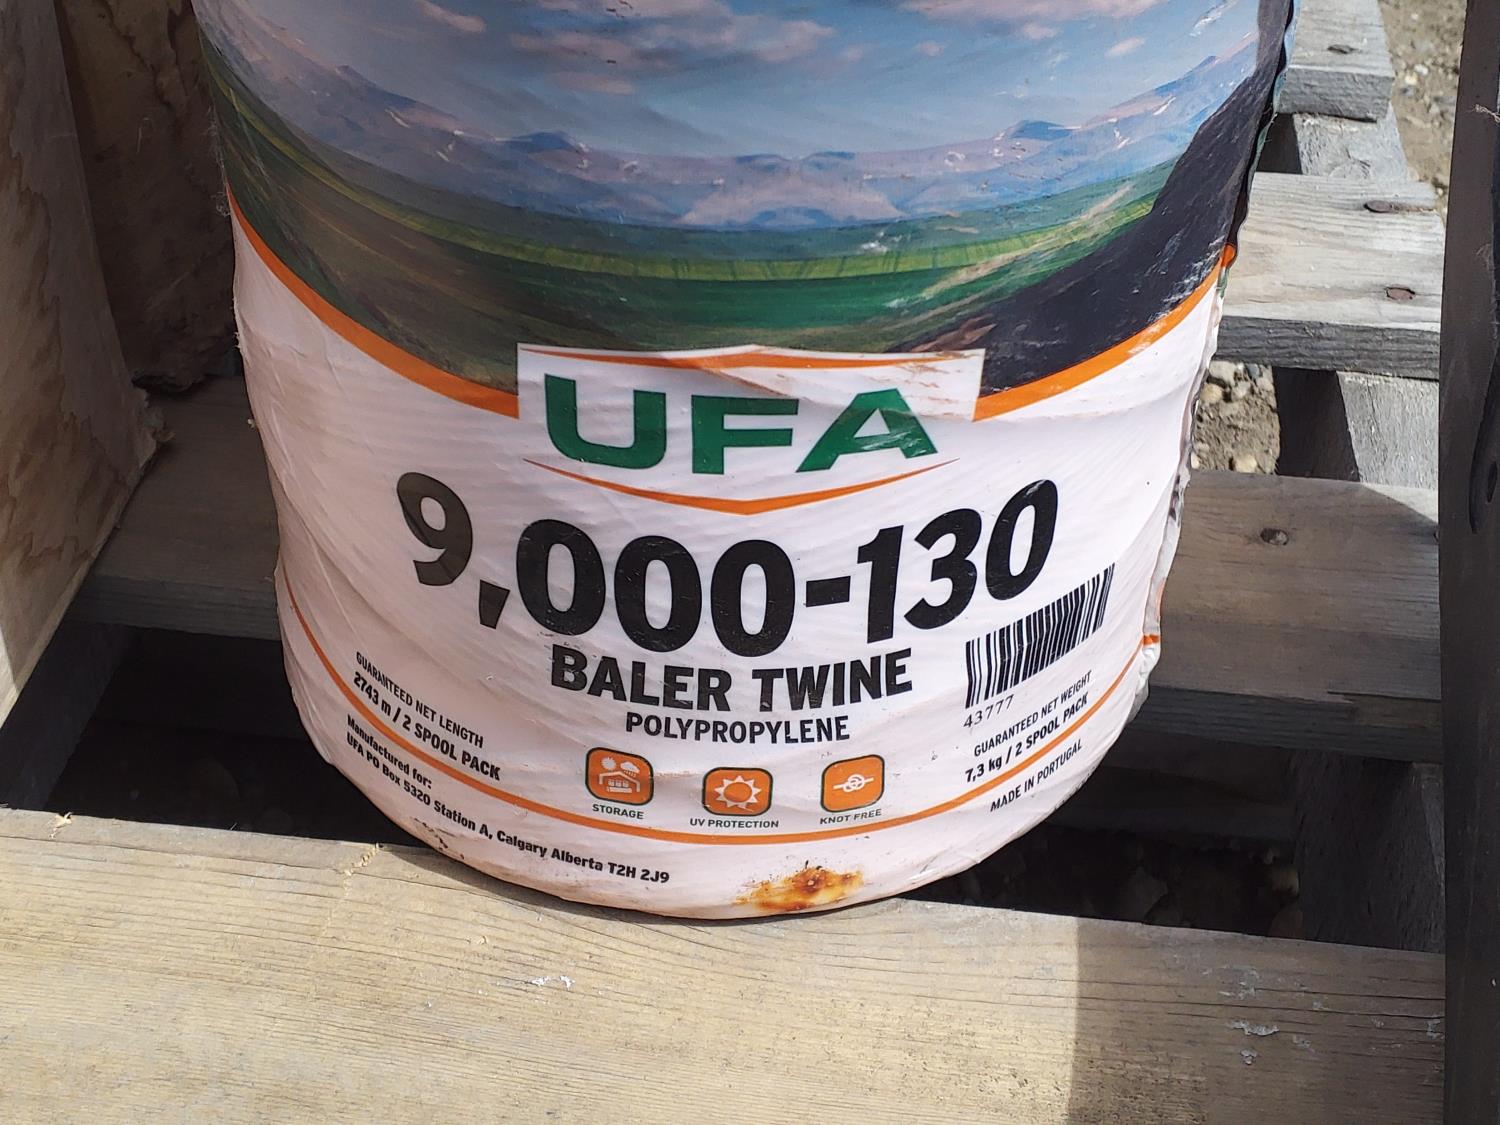 UFA
9,000-130
BALER TWINE
POLYPROPYLENE
43777
GUARANTEED NET LENGTH
2743 m / 2 SPOOL PACK
GUARANTEED NET WEIGHT
7,3 kg / 2 SPOOL PACK
MADE IN PORTUGAL
STORAGE
UV PROTECTION
KNOT FREE
Manufactured for:
UFA PO Box 5320 Station A, Calgary Alberta T2H 2J9